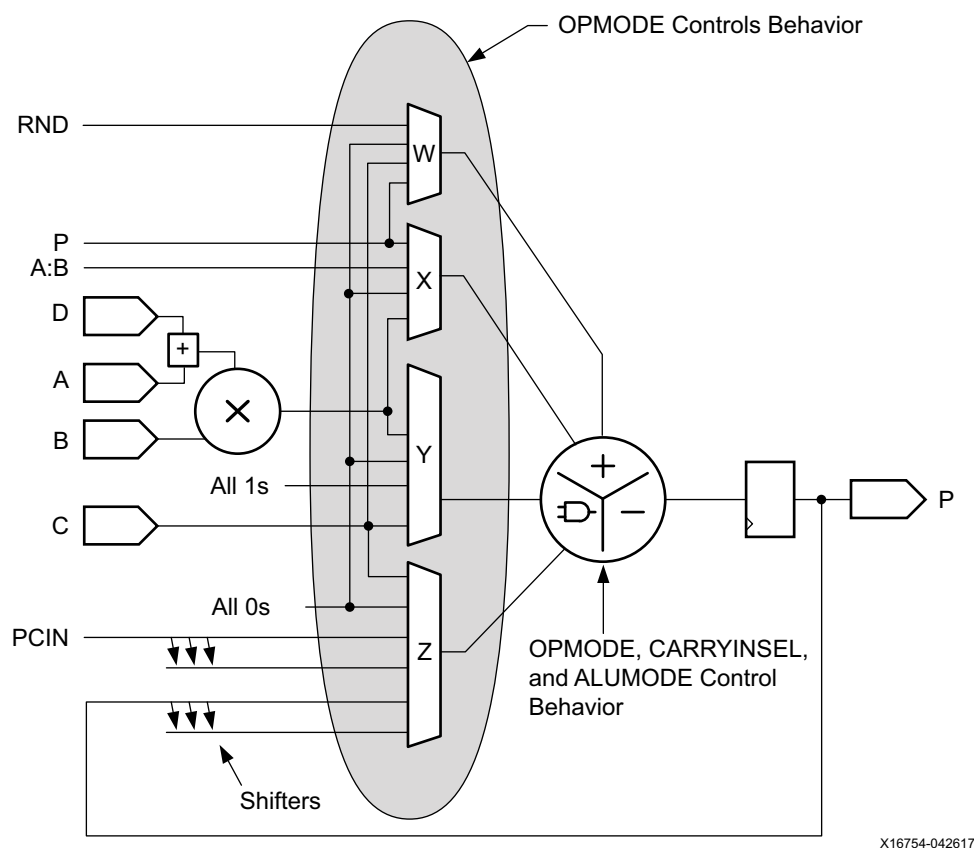 OPMODE Controls Behavior
RND
W
P
A:B
X
D
+
A
×
B
Y
All 1s
+
−
P
C
All 0s
PCIN
Z
OPMODE, CARRYINSEL,
and ALUMODE Control
Behavior
Shifters
X16754-042617